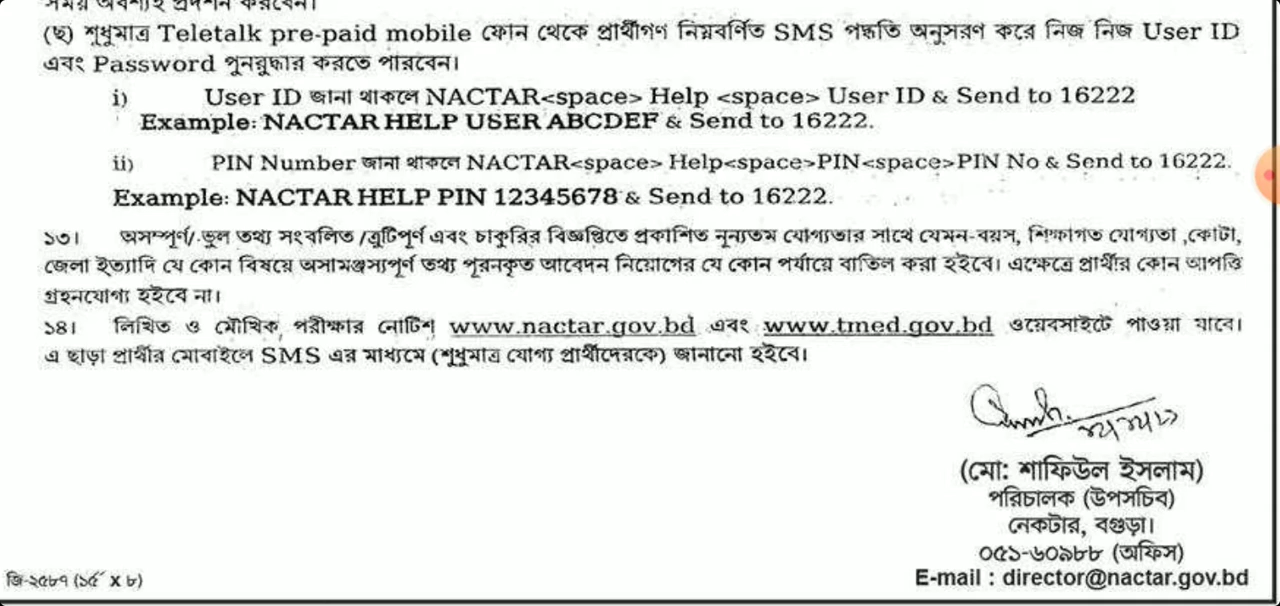 সময় অবশ্যই প্রদর্শন করবেন।
(ছ) শুধুমাত্র Teletalk pre-paid mobile ফোন থেকে প্রার্থীগণ নিম্নবর্ণিত SMS পদ্ধতি অনুসরণ করে নিজ নিজ User ID
এবং Password পুনরুদ্ধার করতে পারবেন।
i) User ID জানা থাকলে NACTAR<space> Help <space> User ID & Send to 16222
Example: NACTAR HELP USER ABCDEF & Send to 16222.
ii) PIN Number জানা থাকলে NACTAR<space> Help<space>PIN<space>PIN No & Send to 16222.
Example: NACTAR HELP PIN 12345678 & Send to 16222.
১৩। অসম্পূর্ণ/ ভুল তথ্য সংবলিত /ত্রুটিপূর্ণ এবং চাকুরির বিজ্ঞপ্তিতে প্রকাশিত নূন্যতম যোগ্যতার সাথে যেমন-বয়স, শিক্ষাগত যোগ্যতা ,কোটা,
জেলা ইত্যাদি যে কোন বিষয়ে অসামঞ্জস্যপূর্ণ তথ্য পূরনকৃত আবেদন নিয়োগের যে কোন পর্যায়ে বাতিল করা হইবে। এক্ষেত্রে প্রার্থীর কোন আপত্তি
গ্রহনযোগ্য হইবে না।
১৪। লিখিত ও মৌখিক পরীক্ষার নোটিশ www.nactar.gov.bd এবং www.tmed.gov.bd ওয়েবসাইটে পাওয়া যাবে।
এ ছাড়া প্রার্থীর মোবাইলে SMS এর মাধ্যমে (শুধুমাত্র যোগ্য প্রার্থীদেরকে) জানানো হইবে।
(মো: শাফিউল ইসলাম)
পরিচালক (উপসচিব)
নেকটার, বগুড়া।
০৫১-৬০৯৮৮ (অফিস)
E-mail : director@nactar.gov.bd
জি-২৫৮৭ (১৫˝ X ৮)